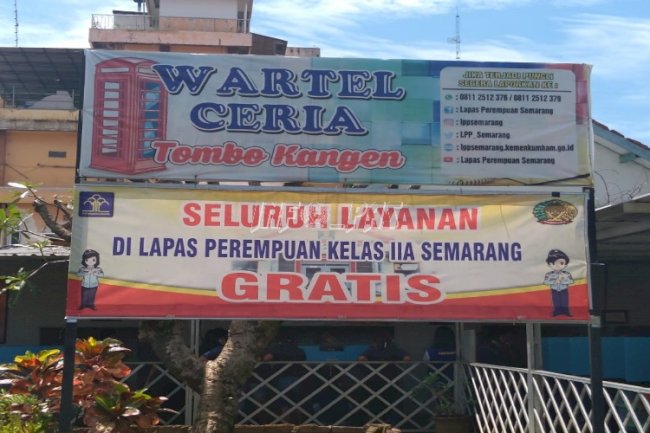 WARTEL
CERIA
Tombo Kangen
JIKA TERJADI PUNGLI
SEGERA LAPORKAN KE :
: 0811 2512 376 / 0811 2512 379
: Lapas Perempuan Semarang
: lppsemarang
: LPP_Semarang
: lppsemarang.kemenkumham.go.id
: Lapas Perempuan Semarang
SELURUH LAYANAN
DI LAPAS PEREMPUAN KELAS IIA SEMARANG
GRATIS